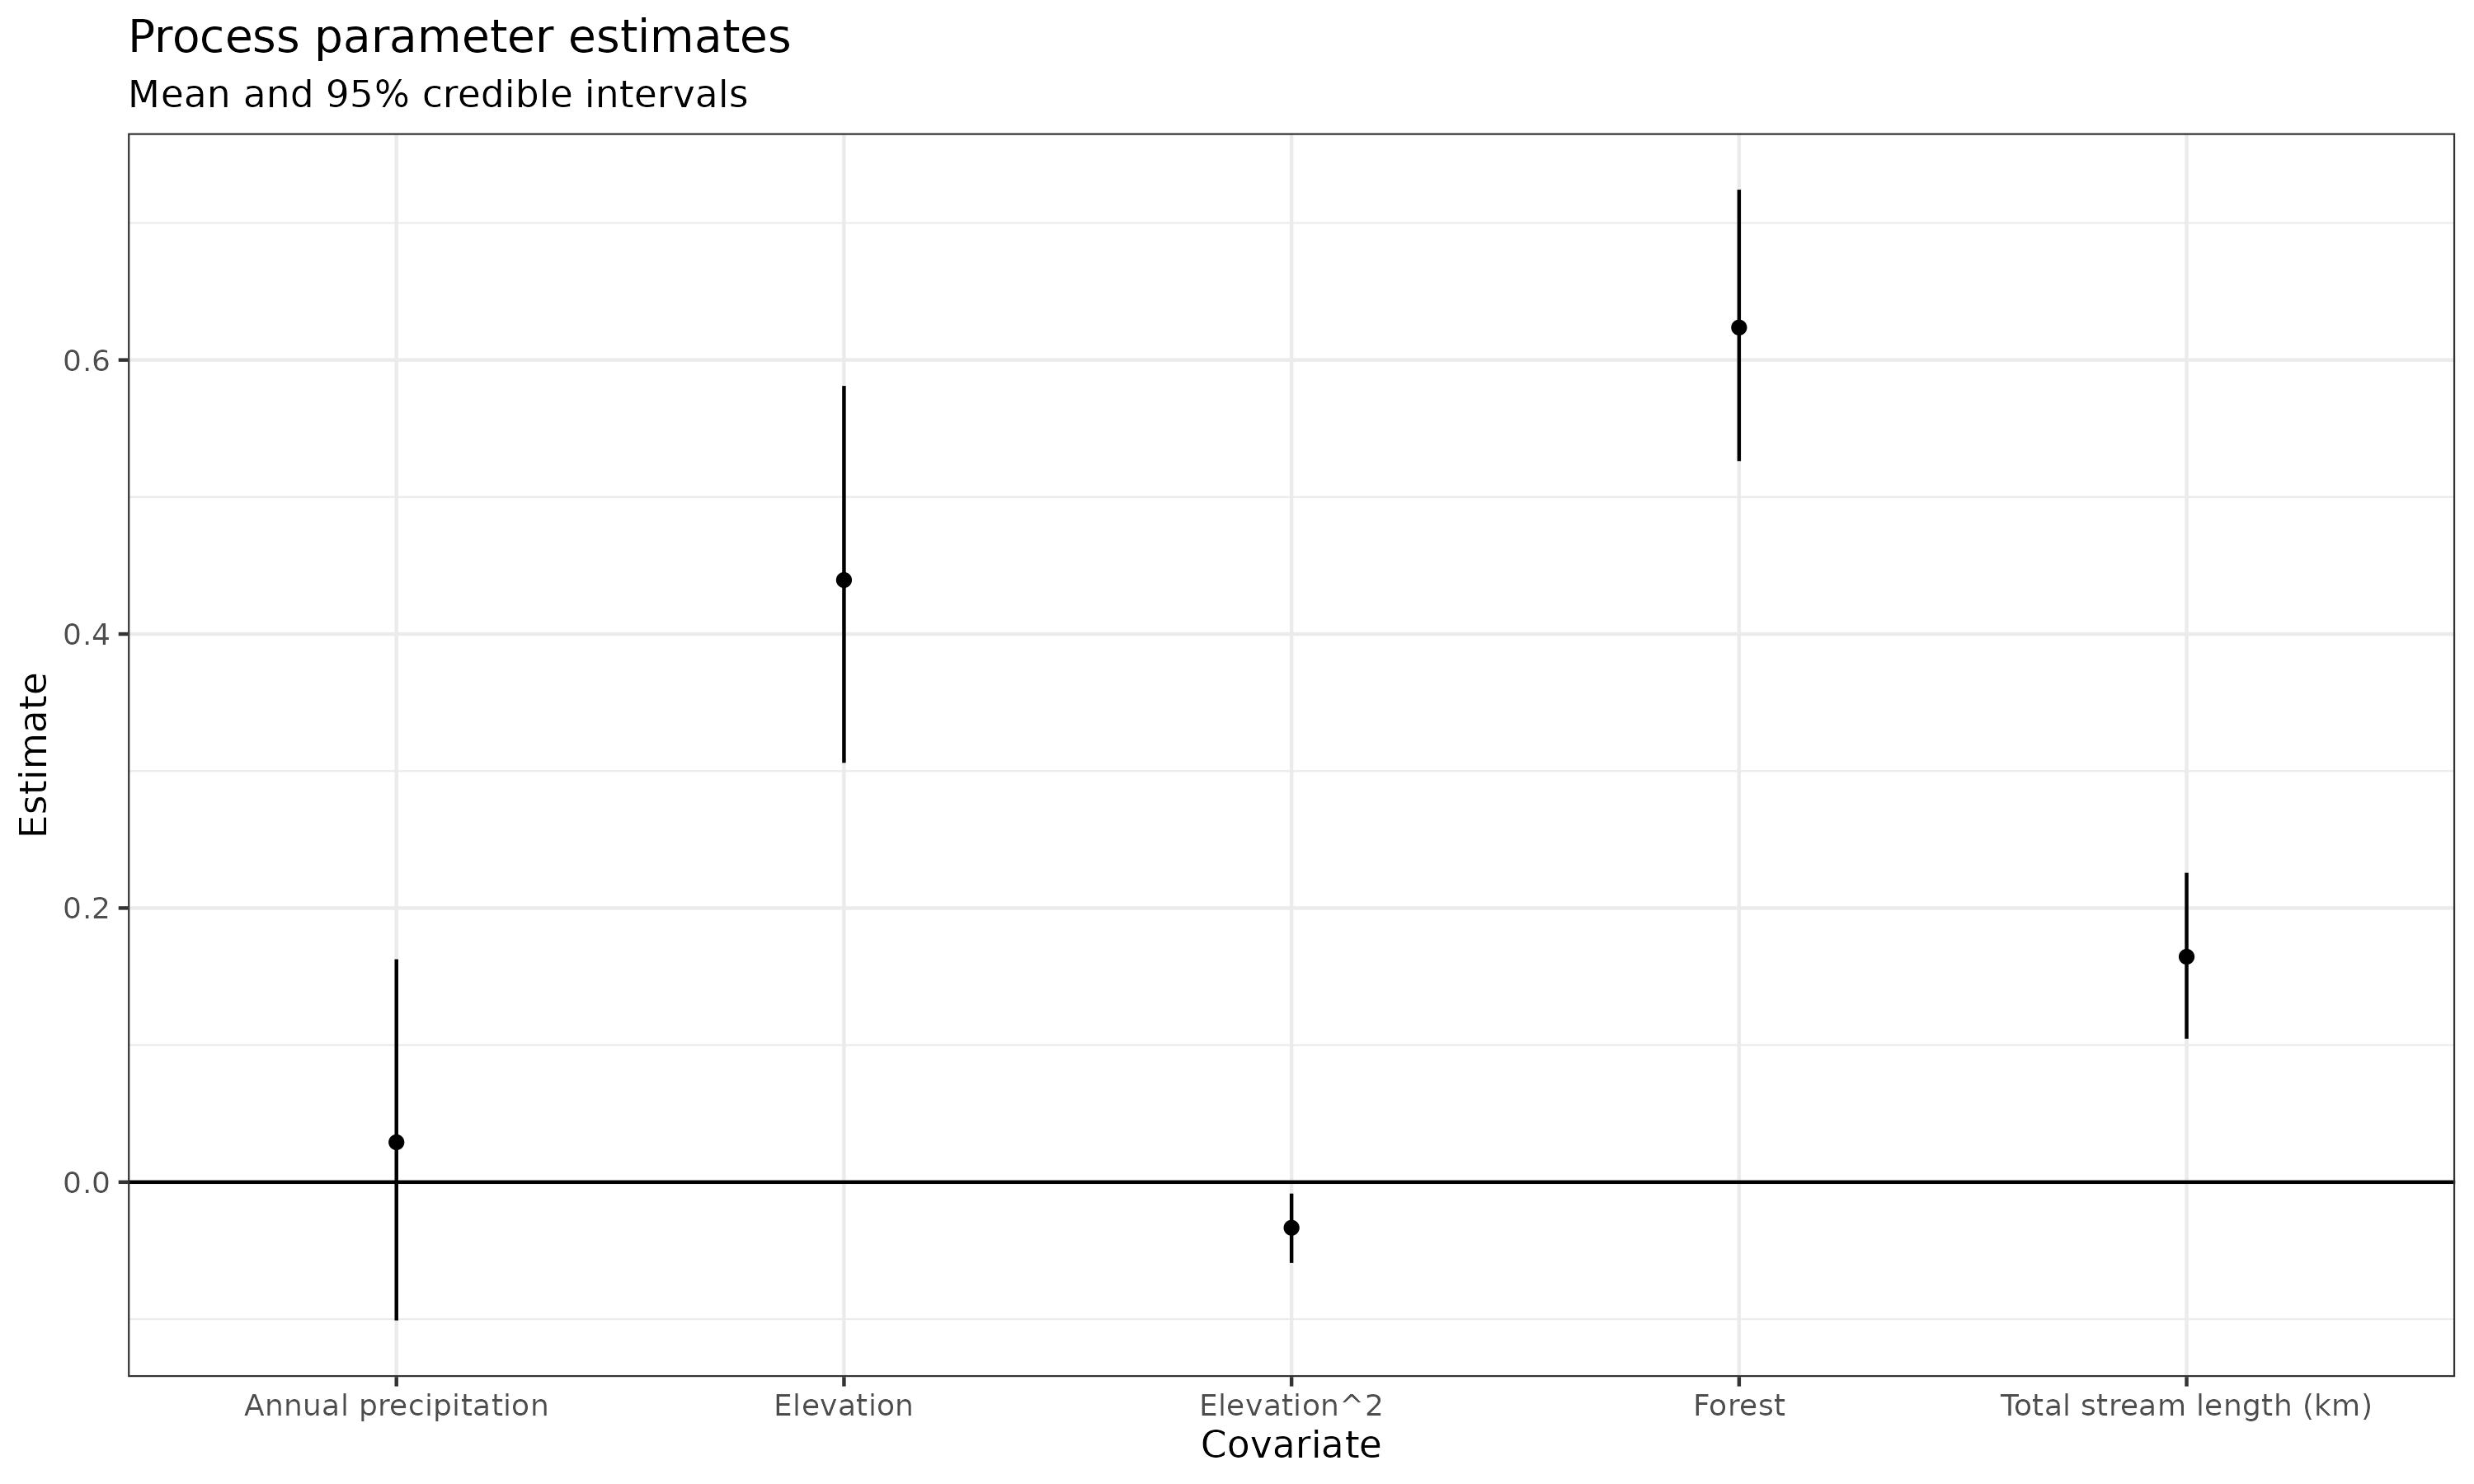 Process parameter estimates
Mean and 95% credible intervals
Estimate
0.6
0.4
0.2
0.0
Annual precipitation
Elevation
Elevation^2
Forest
Total stream length (km)
Covariate